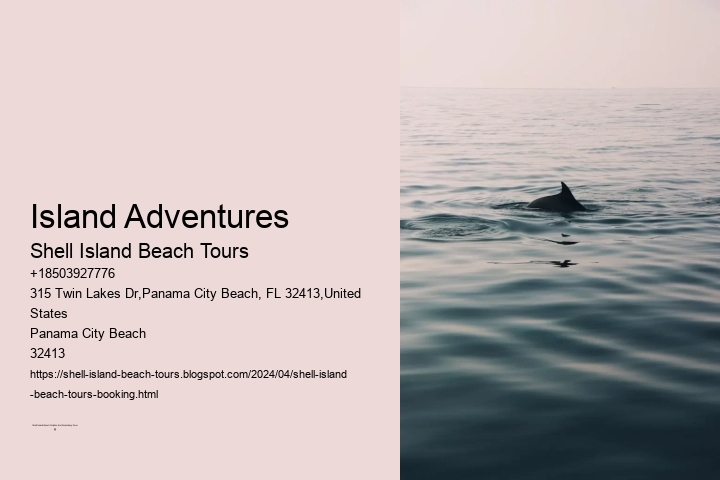 Island Adventures
Shell Island Beach Tours
+18503927776
315 Twin Lakes Dr,Panama City Beach, FL 32413,United
States
Panama City Beach
32413
https://shell-island-beach-tours.blogspot.com/2024/04/shell-island
-beach-tours-booking.html